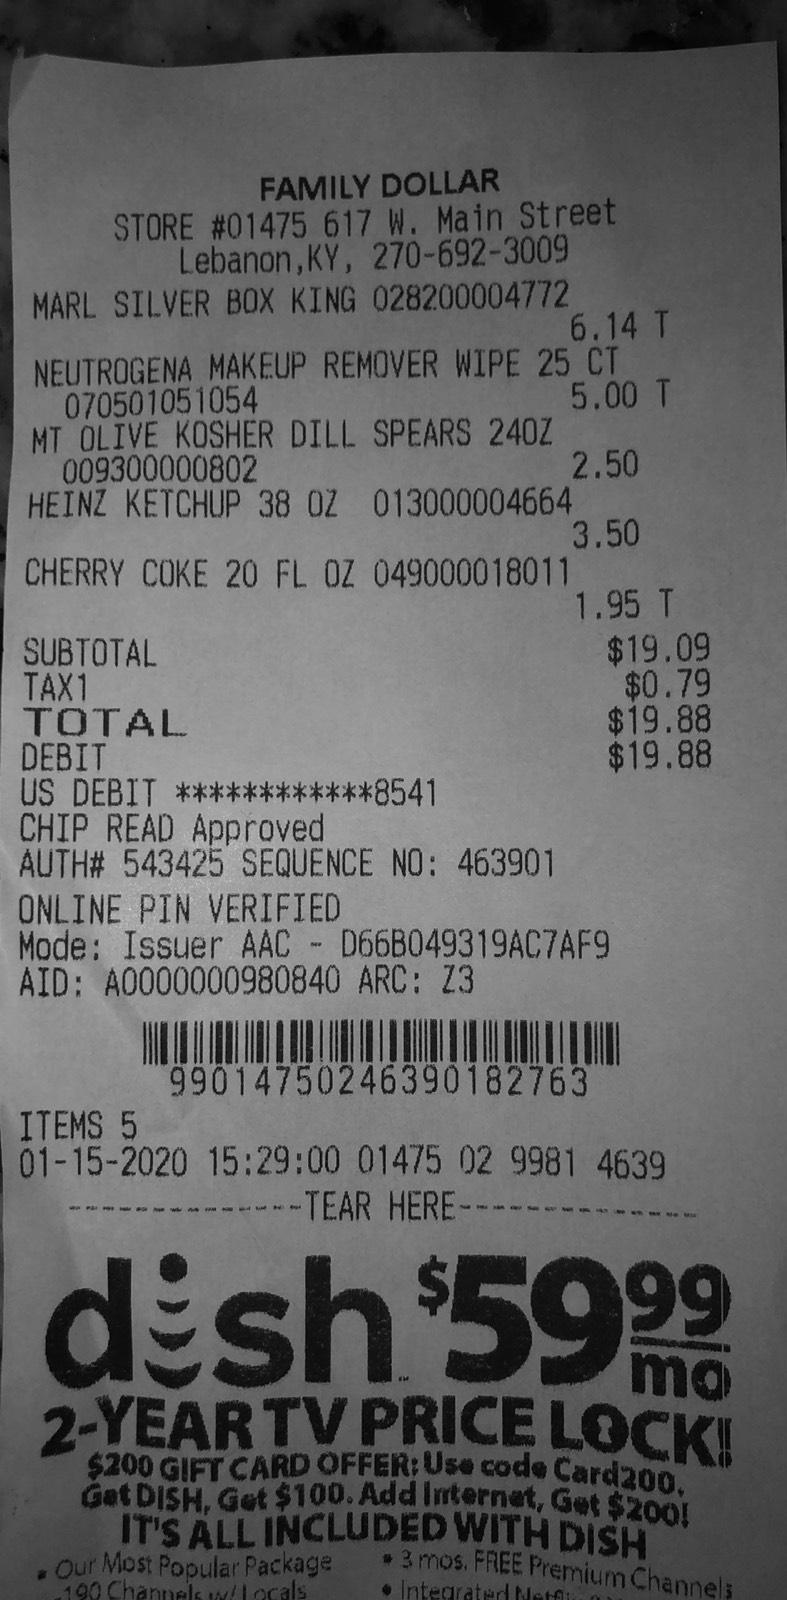 FAMILY DOLLAR
STORE #01475 617 W. Main Street
Lebanon,KY, 270-692-3009
MARL SILVER BOX KING 028200004772
6.14 T
NEUTROGENA MAKEUP REMOVER WIPE 25 CT
070501051054 5.00 T
MT OLIVE KOSHER DILL SPEARS 24OZ
009300000802 2.50
HEINZ KETCHUP 38 OZ 013000004664
3.50
CHERRY COKE 20 FL OZ 049000018011
1.95 T
SUBTOTAL $19.09
TAX1 $0.79
TOTAL $19.88
DEBIT $19.88
US DEBIT ************8541
CHIP READ Approved
AUTH# 543425 SEQUENCE NO: 463901
ONLINE PIN VERIFIED
Mode: Issuer AAC - D66B049319AC7AF9
AID: A0000000980840 ARC: Z3
99014750246390182763
ITEMS 5
01-15-2020 15:29:00 01475 02 9981 4639
----------------TEAR HERE----------------
dish $59.99 mo
2-YEAR TV PRICE LOCK!
$200 GIFT CARD OFFER: Use code Card200.
Get DISH, Get $100. Add Internet, Get $200!
IT'S ALL INCLUDED WITH DISH
• Our Most Popular Package • 3 mos. FREE Premium Channels
190 Channels w/ Locals • Integrated